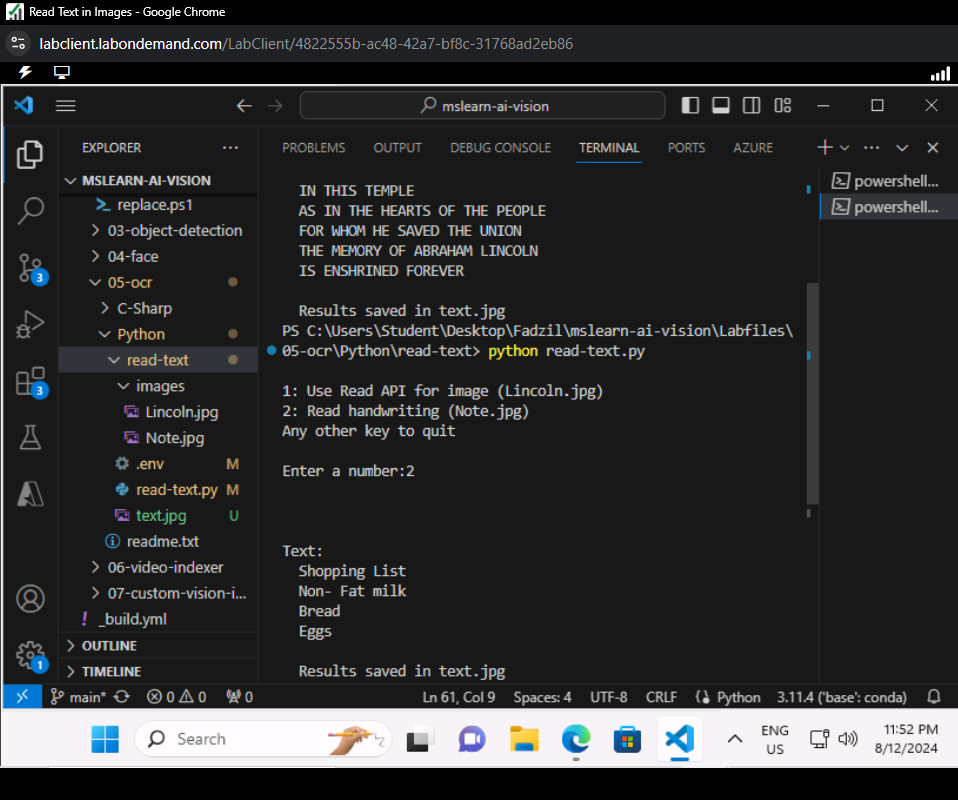 Read Text in Images - Google Chrome
labclient.labondemand.com/LabClient/4822555b-ac48-42a7-bf8c-31768ad2eb86
mslearn-ai-vision
EXPLORER
MSLEARN-AI-VISION
replace.ps1
03-object-detection
04-face
05-ocr
C-Sharp
Python
read-text
images
Lincoln.jpg
Note.jpg
.env M
read-text.py M
text.jpg U
readme.txt
06-video-indexer
07-custom-vision-i...
_build.yml
OUTLINE
TIMELINE
3
3
1
PROBLEMS OUTPUT DEBUG CONSOLE TERMINAL PORTS AZURE
IN THIS TEMPLE
AS IN THE HEARTS OF THE PEOPLE
FOR WHOM HE SAVED THE UNION
THE MEMORY OF ABRAHAM LINCOLN
IS ENSHRINED FOREVER
Results saved in text.jpg
PS C:\Users\Student\Desktop\Fadzil\mslearn-ai-vision\Labfiles\
05-ocr\Python\read-text> python read-text.py
1: Use Read API for image (Lincoln.jpg)
2: Read handwriting (Note.jpg)
Any other key to quit
Enter a number:2
Text:
Shopping List
Non- Fat milk
Bread
Eggs
Results saved in text.jpg
powershell...
powershell...
main* 0 0 0 Ln 61, Col 9 Spaces: 4 UTF-8 CRLF Python 3.11.4 ('base': conda)
Search
ENG
US
11:52 PM
8/12/2024